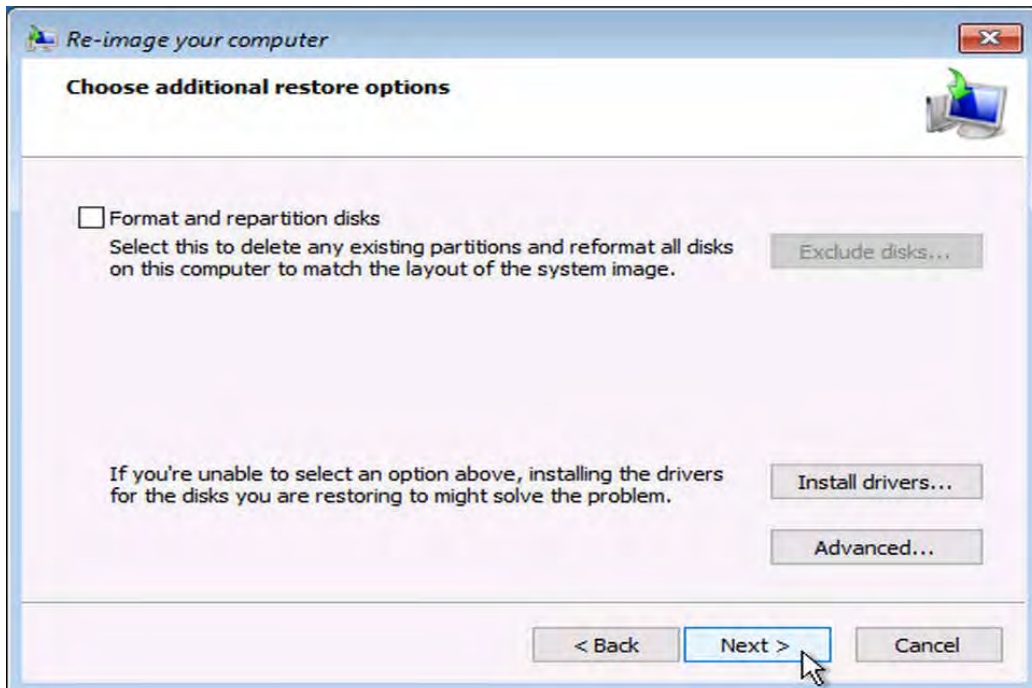 Re-image your computer
Choose additional restore options
Format and repartition disks
Select this to delete any existing partitions and reformat all disks
on this computer to match the layout of the system image.
Exclude disks...
If you're unable to select an option above, installing the drivers
for the disks you are restoring to might solve the problem.
Install drivers...
Advanced...
< Back
Next >
Cancel